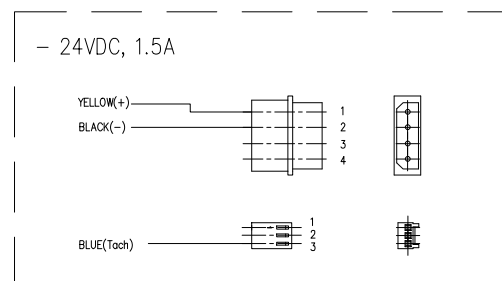 - 24VDC, 1.5A
YELLOW(+)
1
BLACK(-)
2
3
4
1
2
BLUE(Tach)
3